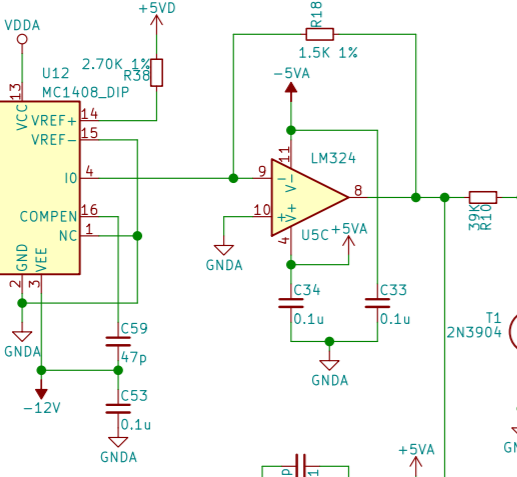 +5VD
VDDA
R18
2.70K 1%
R38
1.5K 1%
U12
MC1408_DIP
-5VA
13
VCC
14
VREF+
15
VREF-
11
LM324
V-
IO
4
9
-
8
COMPEN
16
10
+
V+
NC
1
U5C
+5VA
4
39K
R10
GND
VEE
2
3
GNDA
C34
C33
0.1u
0.1u
T1
2N3904
C59
GNDA
47p
GNDA
-12V
C53
0.1u
GNDA
+5VA
p
1